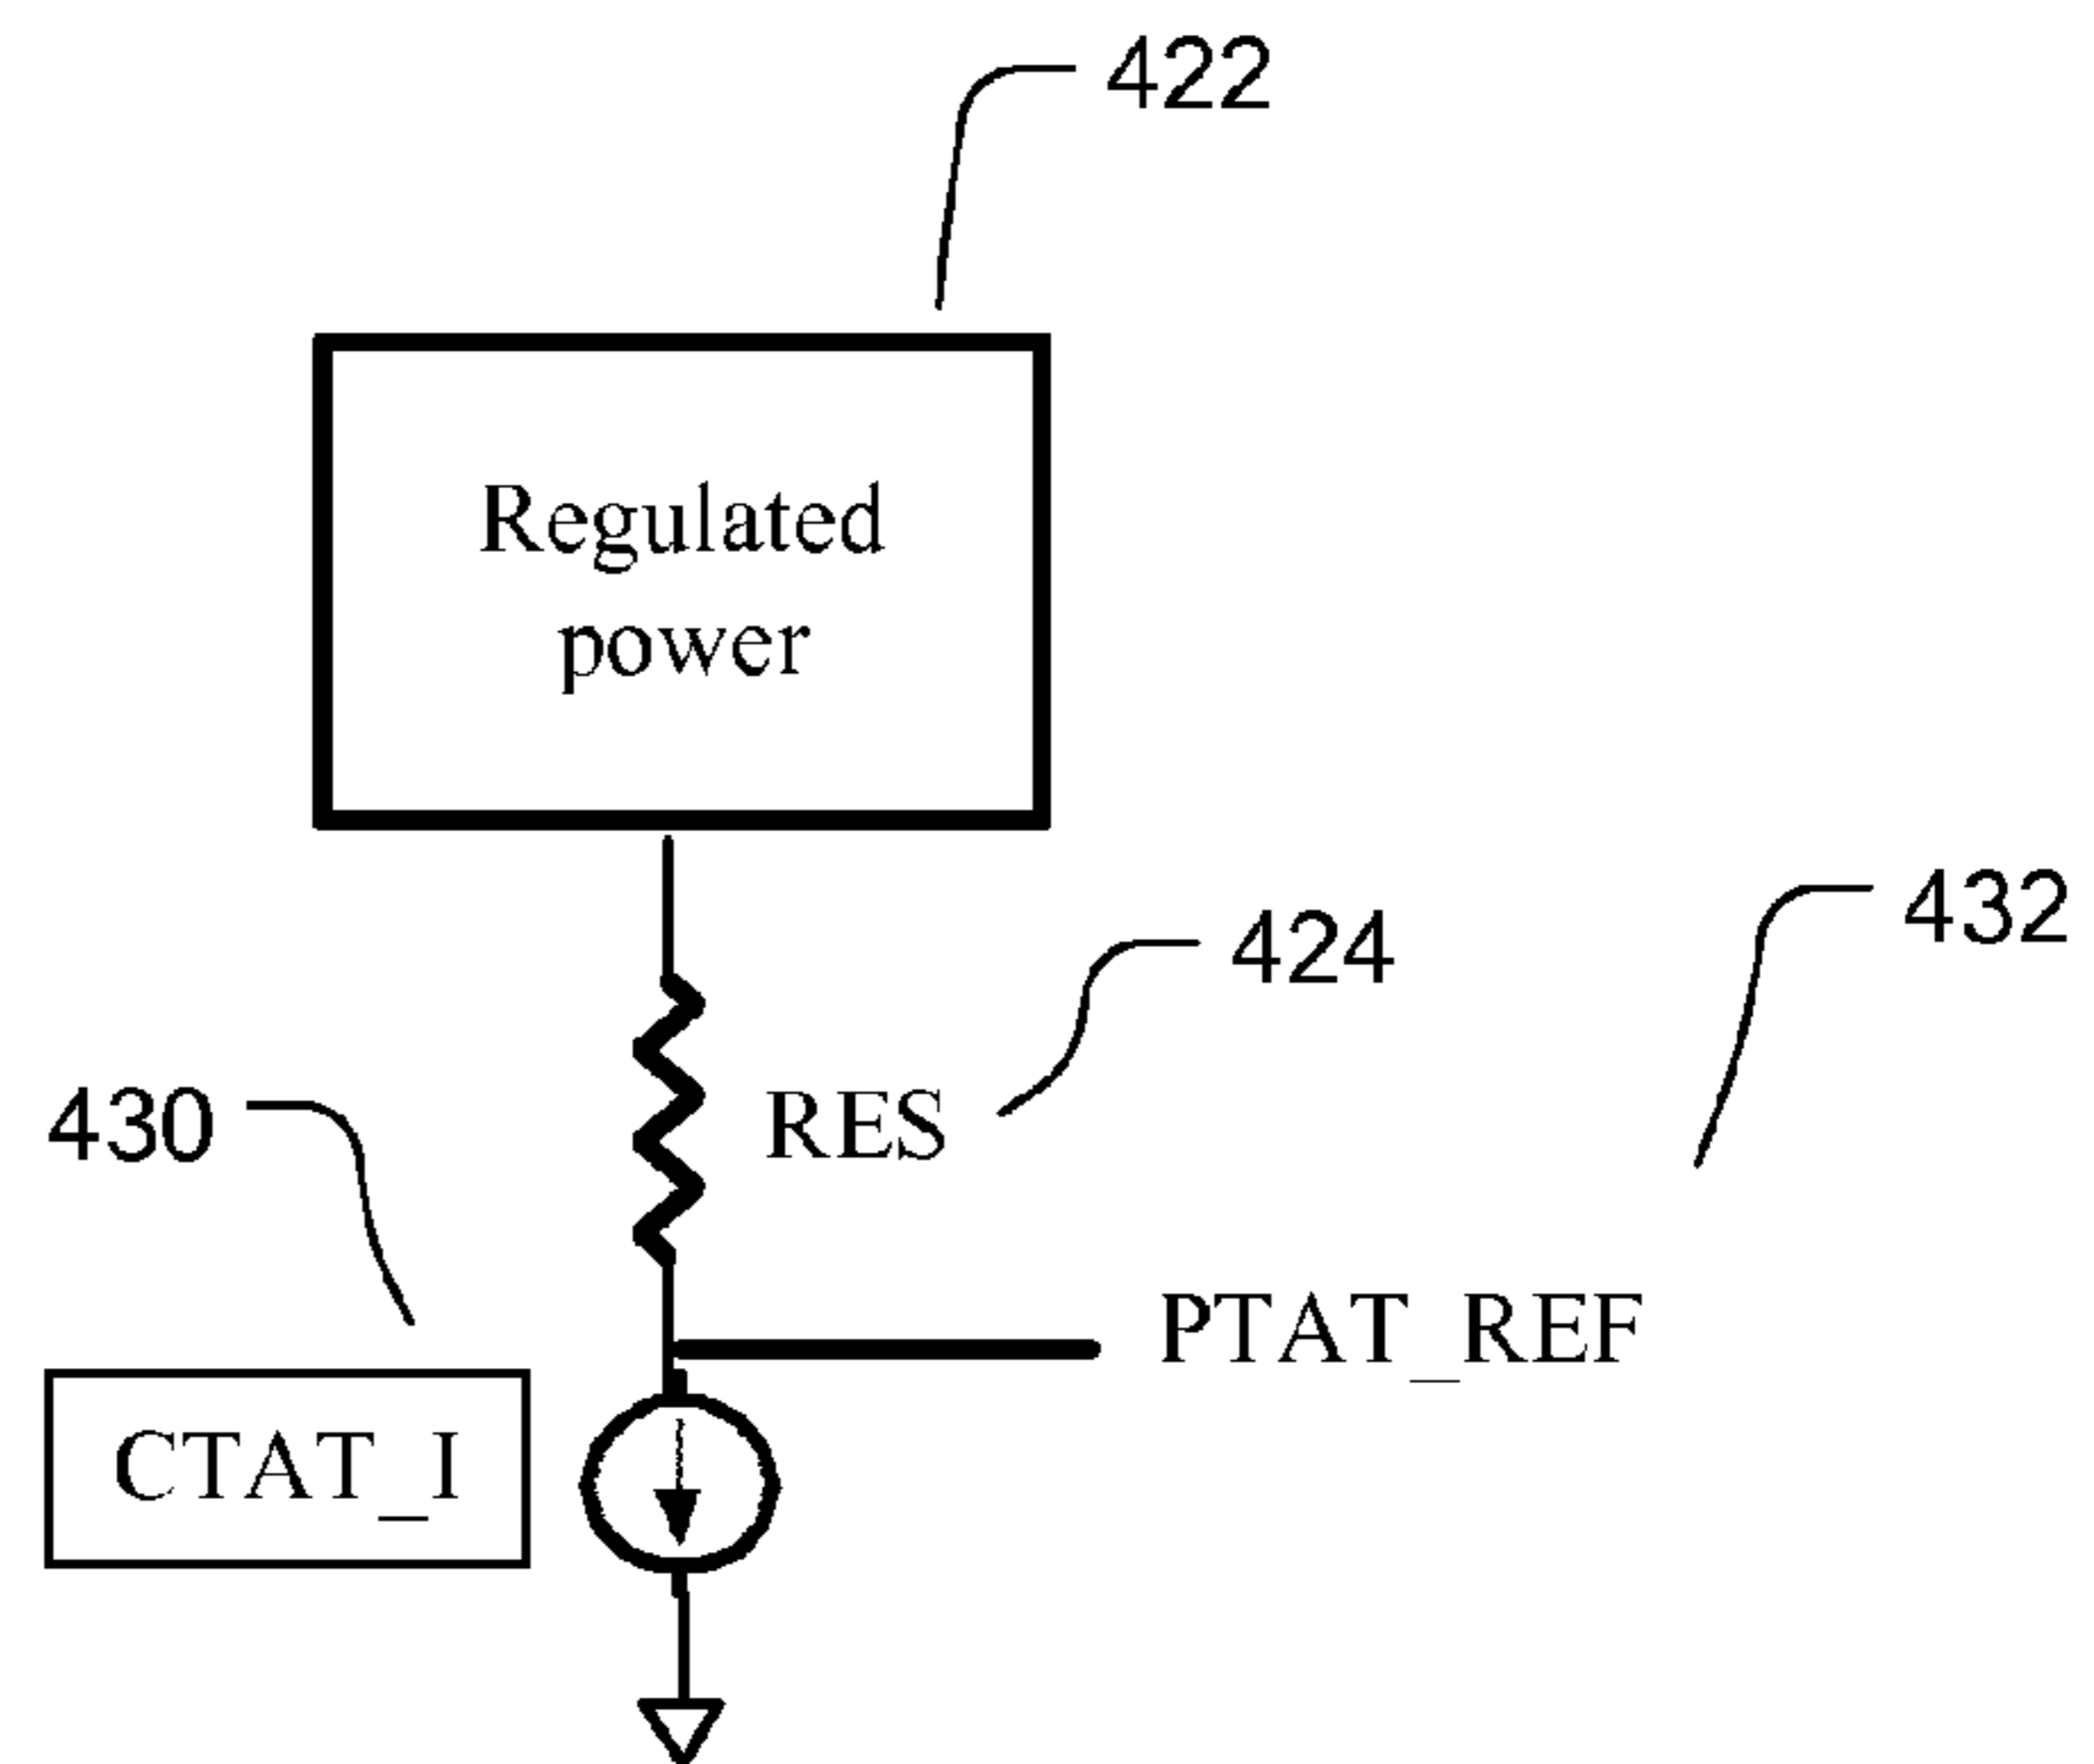 422
Regulated
power
432
424
430
RES
PTAT_REF
CTAT_I